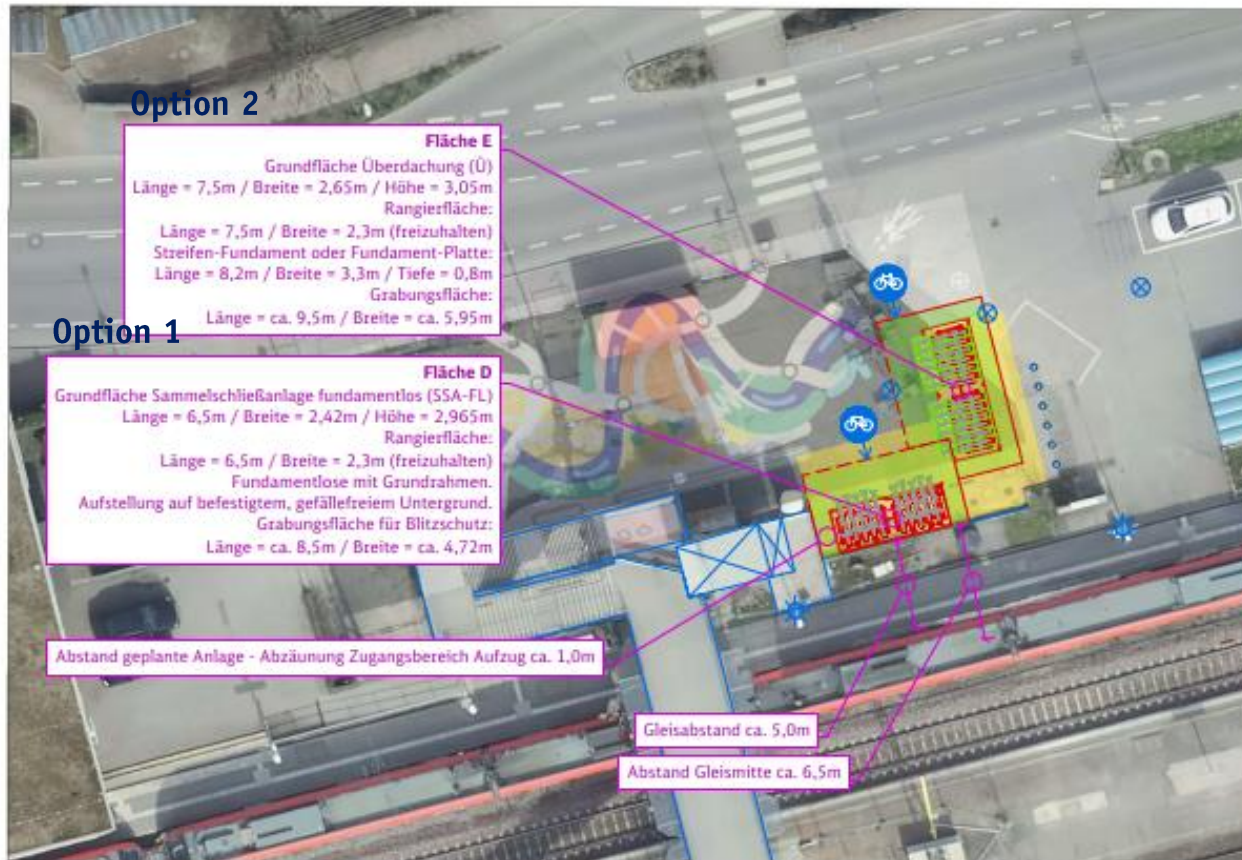 Option 2
Fläche E
Grundfläche Überdachung (Ü)
Länge = 7,5m / Breite = 2,65m / Höhe = 3,05m
Rangierfläche:
Länge = 7,5m / Breite = 2,3m (freizuhalten)
Streifen-Fundament oder Fundament-Platte:
Länge = 8,2m / Breite = 3,3m / Tiefe = 0,8m
Grabungsfläche:
Länge = ca. 9,5m / Breite = ca. 5,95m
Option 1
Fläche D
Grundfläche Sammelschließanlage fundamentlos (SSA-FL)
Länge = 6,5m / Breite = 2,42m / Höhe = 2,965m
Rangierfläche:
Länge = 6,5m / Breite = 2,3m (freizuhalten)
Fundamentlose mit Grundrahmen.
Aufstellung auf befestigtem, gefällefreiem Untergrund.
Grabungsfläche für Blitzschutz:
Länge = ca. 8,5m / Breite = ca. 4,72m
Abstand geplante Anlage - Abzäunung Zugangsbereich Aufzug ca. 1,0m
Gleisabstand ca. 5,0m
Abstand Gleismitte ca. 6,5m